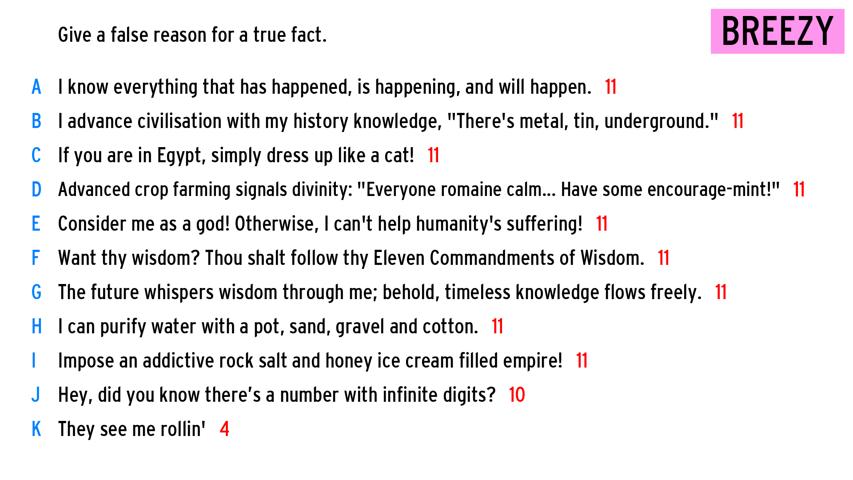 Give a false reason for a true fact.
BREEZY
A I know everything that has happened, is happening, and will happen. 11
B I advance civilisation with my history knowledge, "There's metal, tin, underground." 11
C If you are in Egypt, simply dress up like a cat! 11
D Advanced crop farming signals divinity: "Everyone romaine calm... Have some encourage-mint!" 11
E Consider me as a god! Otherwise, I can't help humanity's suffering! 11
F Want thy wisdom? Thou shalt follow thy Eleven Commandments of Wisdom. 11
G The future whispers wisdom through me; behold, timeless knowledge flows freely. 11
H I can purify water with a pot, sand, gravel and cotton. 11
I Impose an addictive rock salt and honey ice cream filled empire! 11
J Hey, did you know there’s a number with infinite digits? 10
K They see me rollin' 4